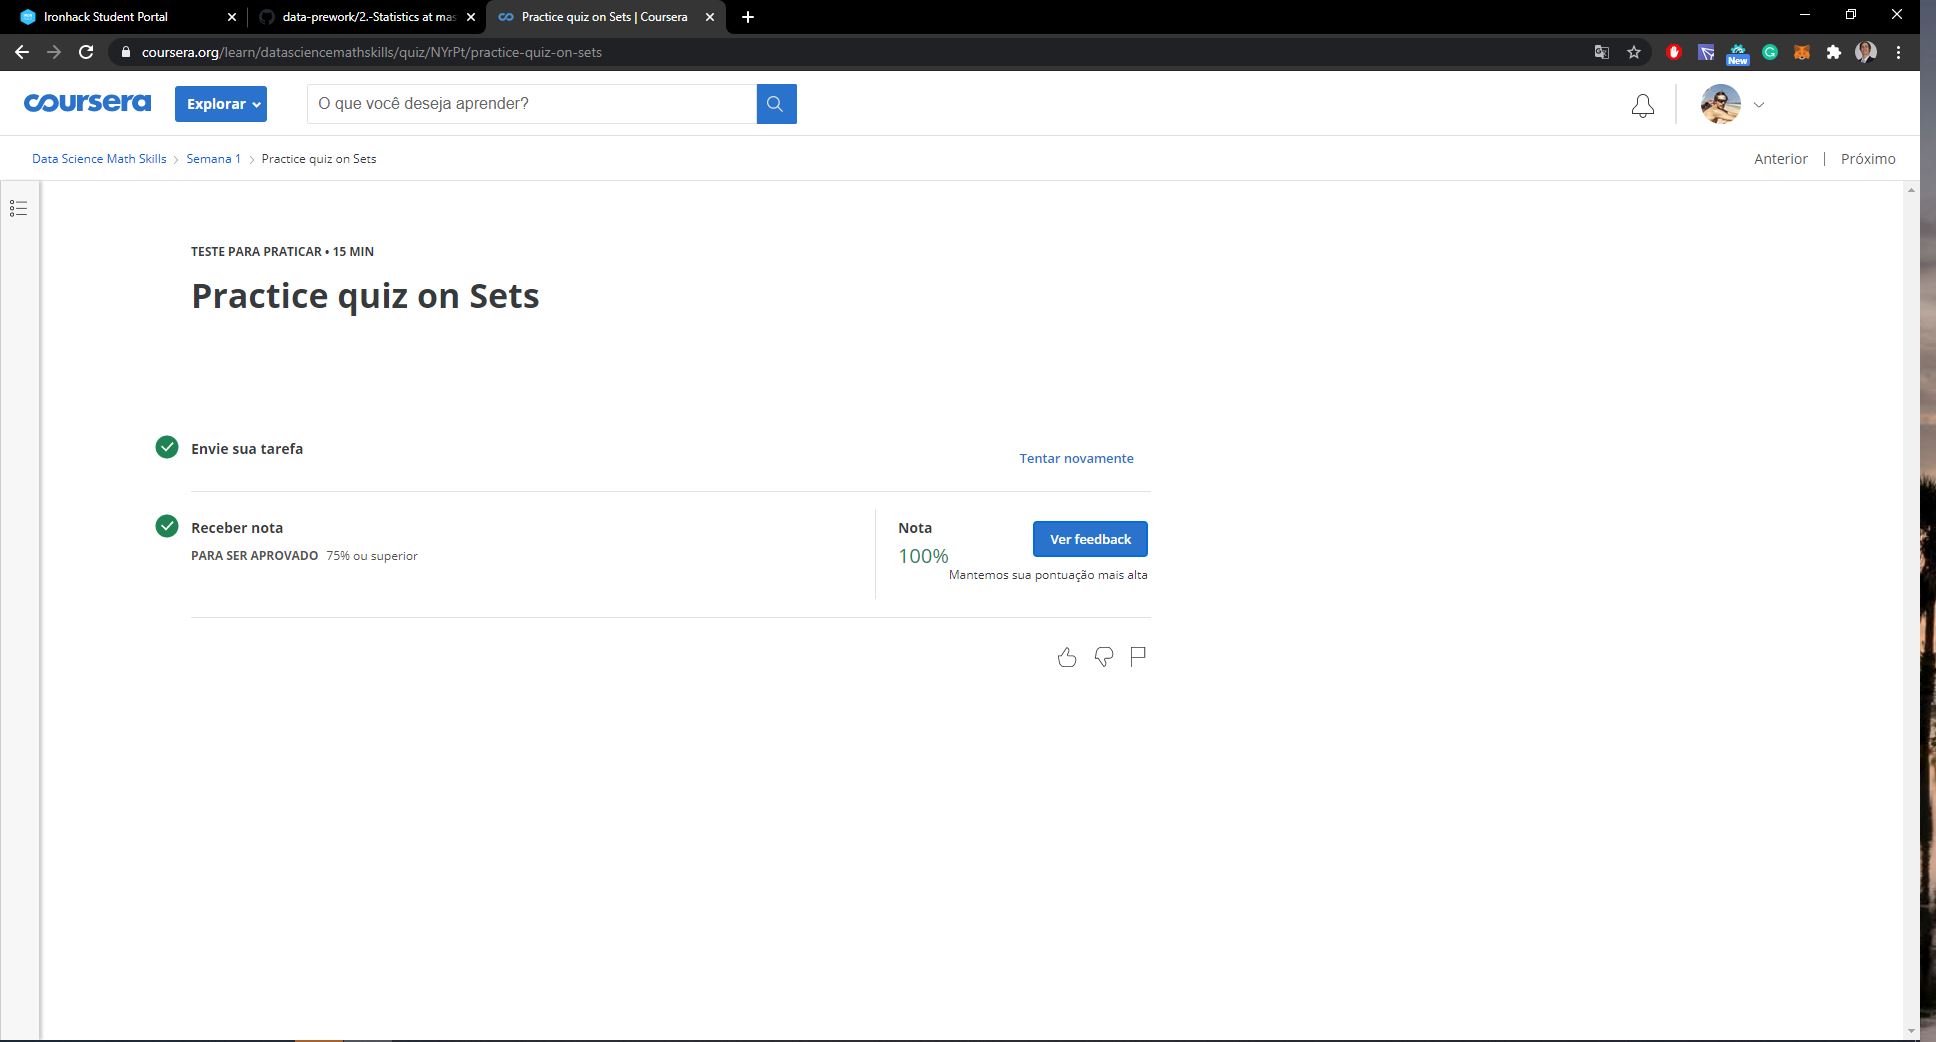 Ironhack Student Portal
data-prework/2.-Statistics at mas
Practice quiz on Sets | Coursera
coursera.org/learn/datasciencemathskills/quiz/NYrPt/practice-quiz-on-sets
New
coursera
Explorar
O que você deseja aprender?
Data Science Math Skills
Semana 1
Practice quiz on Sets
Anterior
Próximo
TESTE PARA PRATICAR • 15 MIN
Practice quiz on Sets
Envie sua tarefa
Tentar novamente
Receber nota
PARA SER APROVADO 75% ou superior
Nota
100%
Ver feedback
Mantemos sua pontuação mais alta